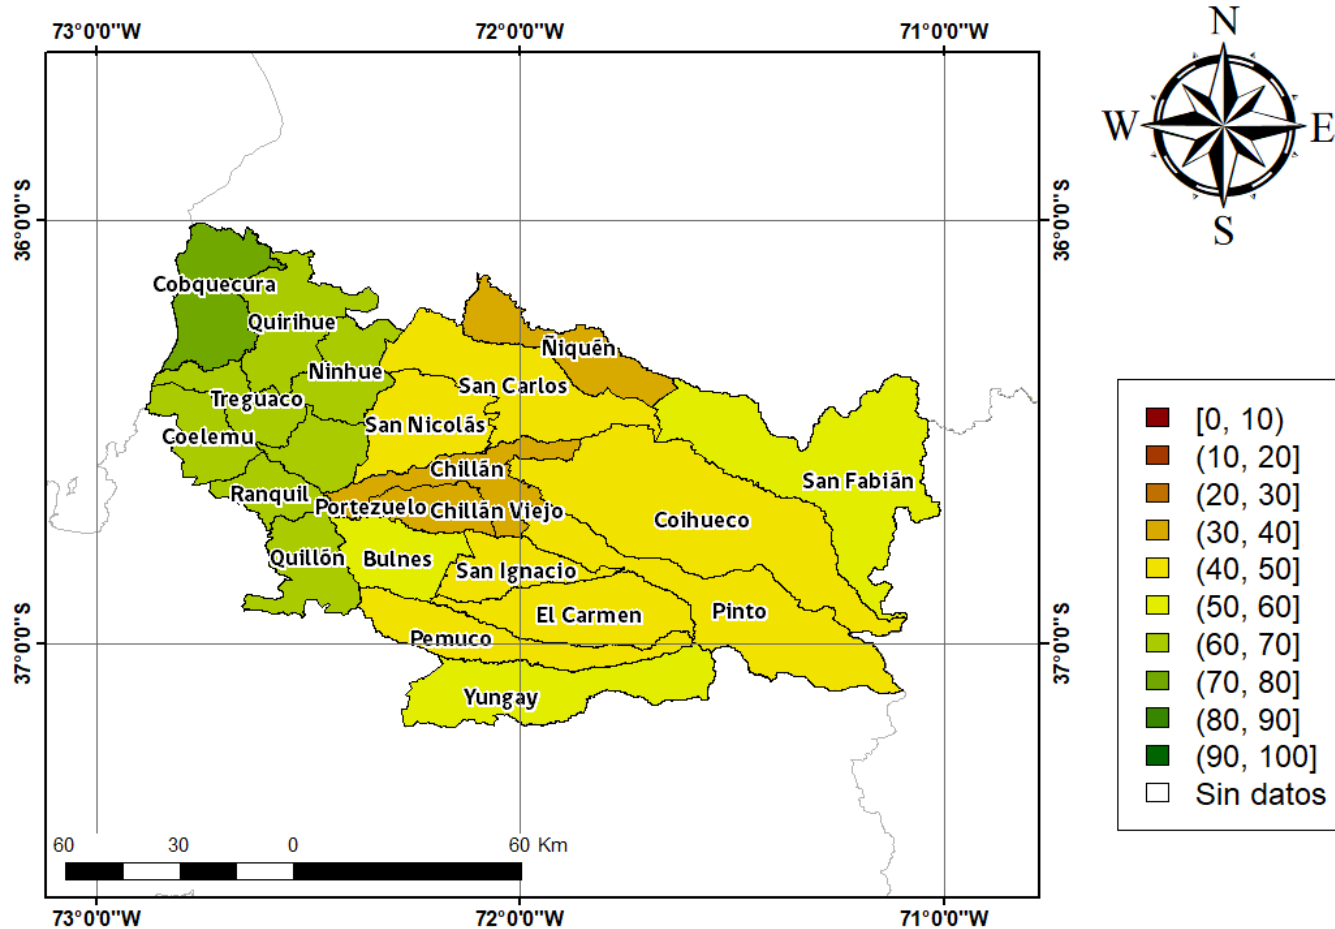 73°0'0"W 72°0'0"W 71°0'0"W
N
W E
S
36°0'0"S 36°0'0"S
Cobquecura
Quirihue
Ñiquén
Ninhue
San Carlos
Treguaco
San Nicolás
Coelemu
Chillán
San Fabián
Ranquil
Portezuelo Chillán Viejo
Coihueco
Quillón Bulnes
San Ignacio
El Carmen Pinto
Pemuco
37°0'0"S 37°0'0"S
Yungay
[0, 10)
(10, 20]
(20, 30]
(30, 40]
(40, 50]
(50, 60]
(60, 70]
(70, 80]
(80, 90]
(90, 100]
Sin datos
60 30 0 60 Km
73°0'0"W 72°0'0"W 71°0'0"W